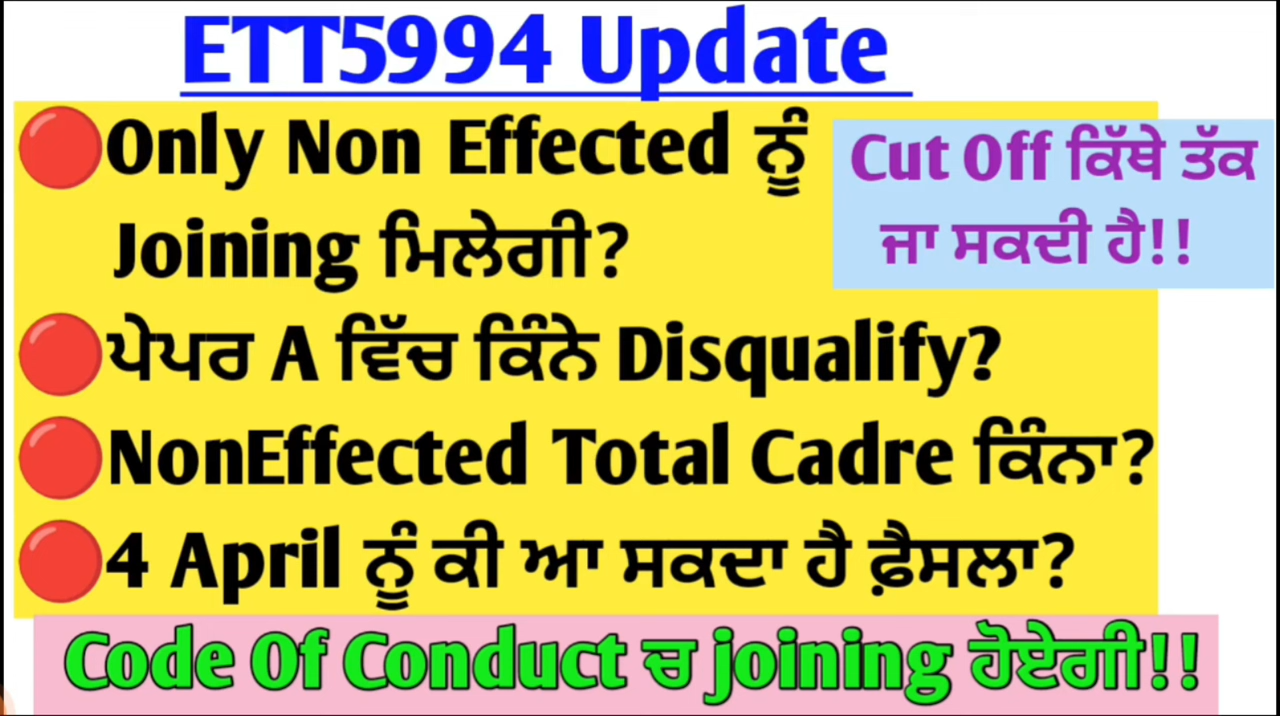 ETT5994 Update
🔴Only Non Effected ਨੂੰ
Joining ਮਿਲੇਗੀ?
Cut Off ਕਿੱਥੇ ਤੱਕ
ਜਾ ਸਕਦੀ ਹੈ!!
🔴ਪੇਪਰ A ਵਿੱਚ ਕਿੰਨੇ Disqualify?
🔴NonEffected Total Cadre ਕਿੰਨਾ?
🔴4 April ਨੂੰ ਕੀ ਆ ਸਕਦਾ ਹੈ ਫ਼ੈਸਲਾ?
Code Of Conduct ਚ joining ਹੋਏਗੀ!!